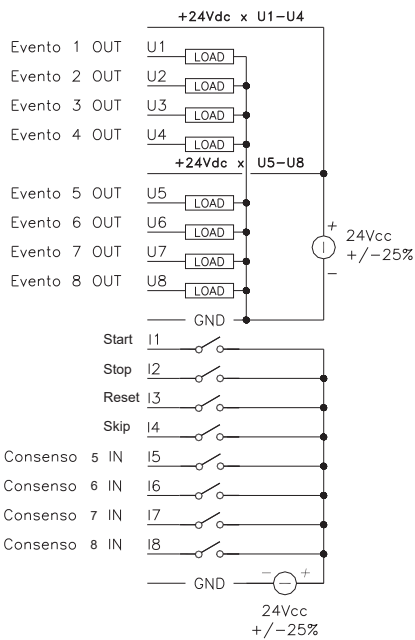 +24Vdc x U1-U4
Evento 1 OUT U1 LOAD
Evento 2 OUT U2 LOAD
Evento 3 OUT U3 LOAD
Evento 4 OUT U4 LOAD
+24Vdc x U5-U8
Evento 5 OUT U5 LOAD
Evento 6 OUT U6 LOAD
Evento 7 OUT U7 LOAD
Evento 8 OUT U8 LOAD
+
24Vcc
+/-25%
-
GND
Start I1
Stop I2
Reset I3
Skip I4
Consenso 5 IN I5
Consenso 6 IN I6
Consenso 7 IN I7
Consenso 8 IN I8
GND - +
24Vcc
+/-25%